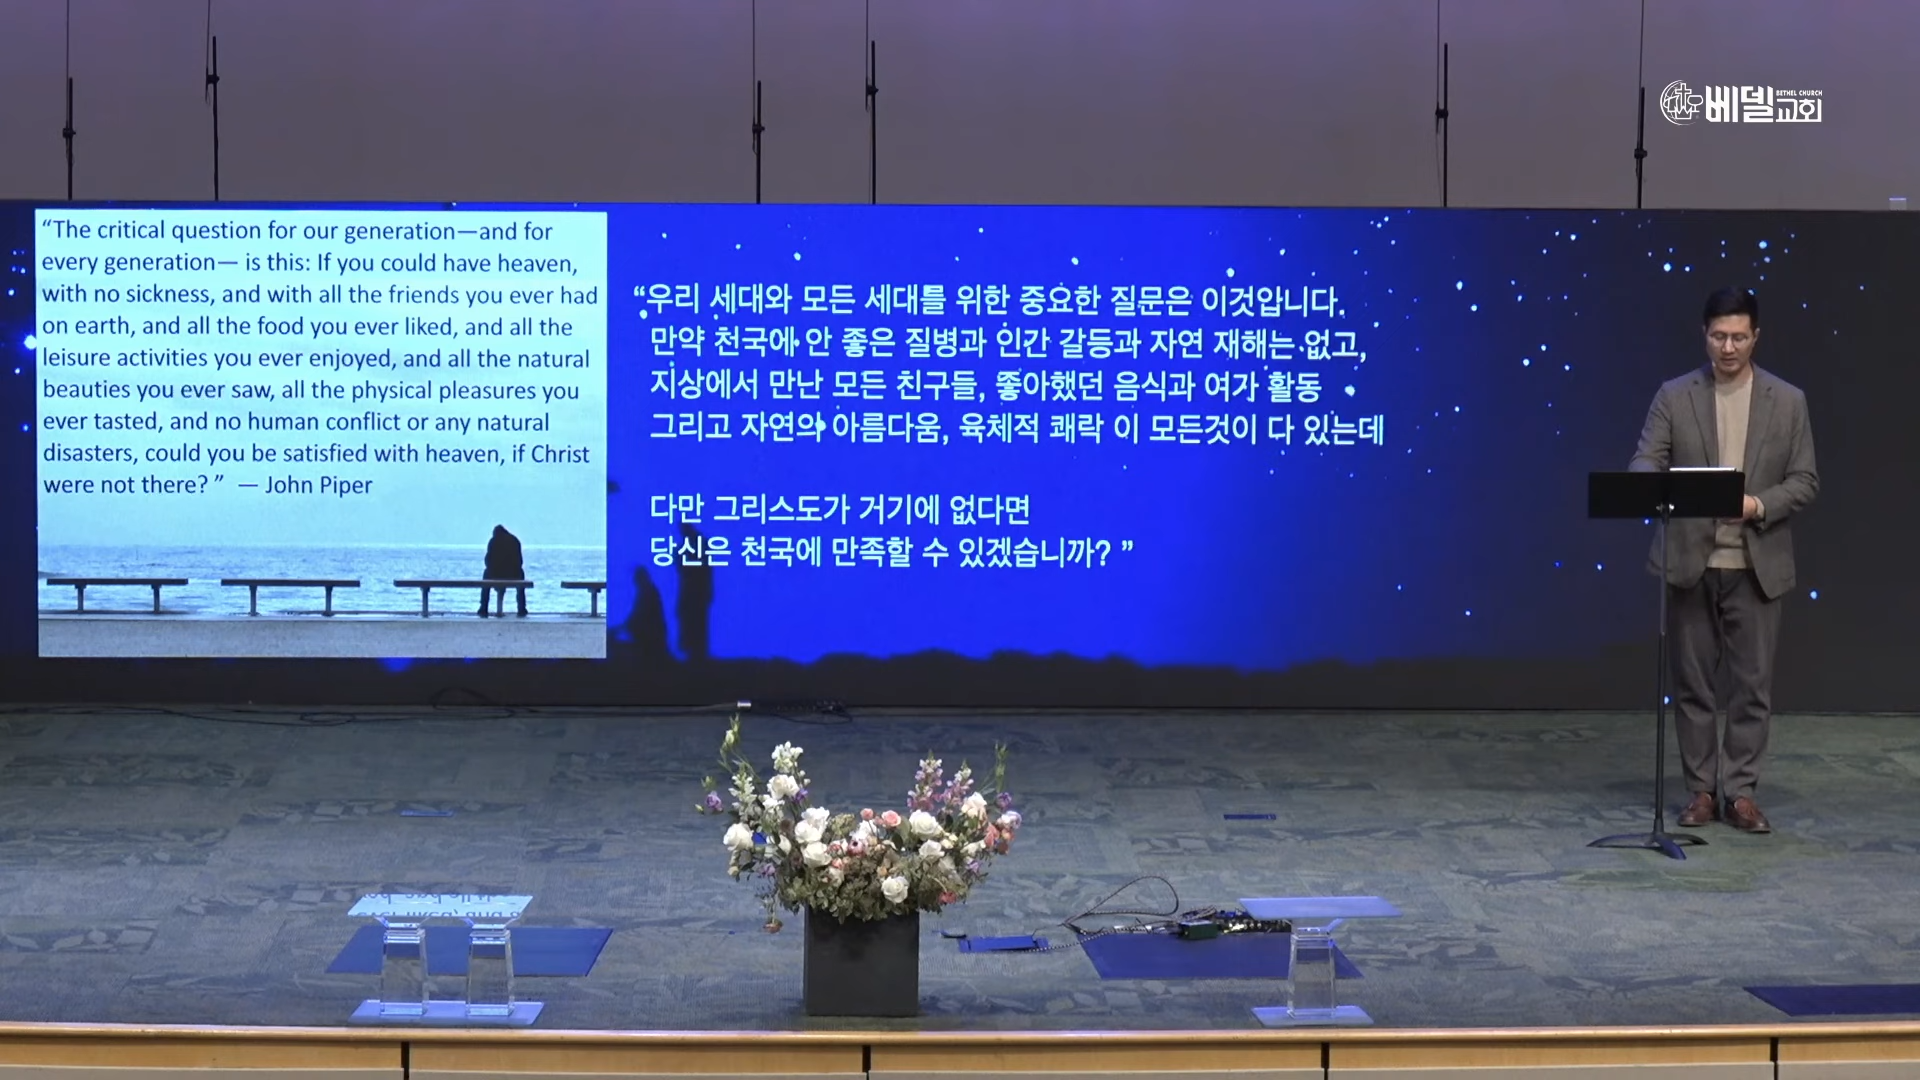 베델교회
BETHEL CHURCH
“The critical question for our generation—and for
every generation— is this: If you could have heaven,
with no sickness, and with all the friends you ever had
on earth, and all the food you ever liked, and all the
leisure activities you ever enjoyed, and all the natural
beauties you ever saw, all the physical pleasures you
ever tasted, and no human conflict or any natural
disasters, could you be satisfied with heaven, if Christ
were not there? ” — John Piper
“우리 세대와 모든 세대를 위한 중요한 질문은 이것압니다.
만약 천국에 안 좋은 질병과 인간 갈등과 자연 재해는 없고,
지상에서 만난 모든 친구들, 좋아했던 음식과 여가 활동
그리고 자연의 아름다움, 육체적 쾌락 이 모든것이 다 있는데
다만 그리스도가 거기에 없다면
당신은 천국에 만족할 수 있겠습니까? ”